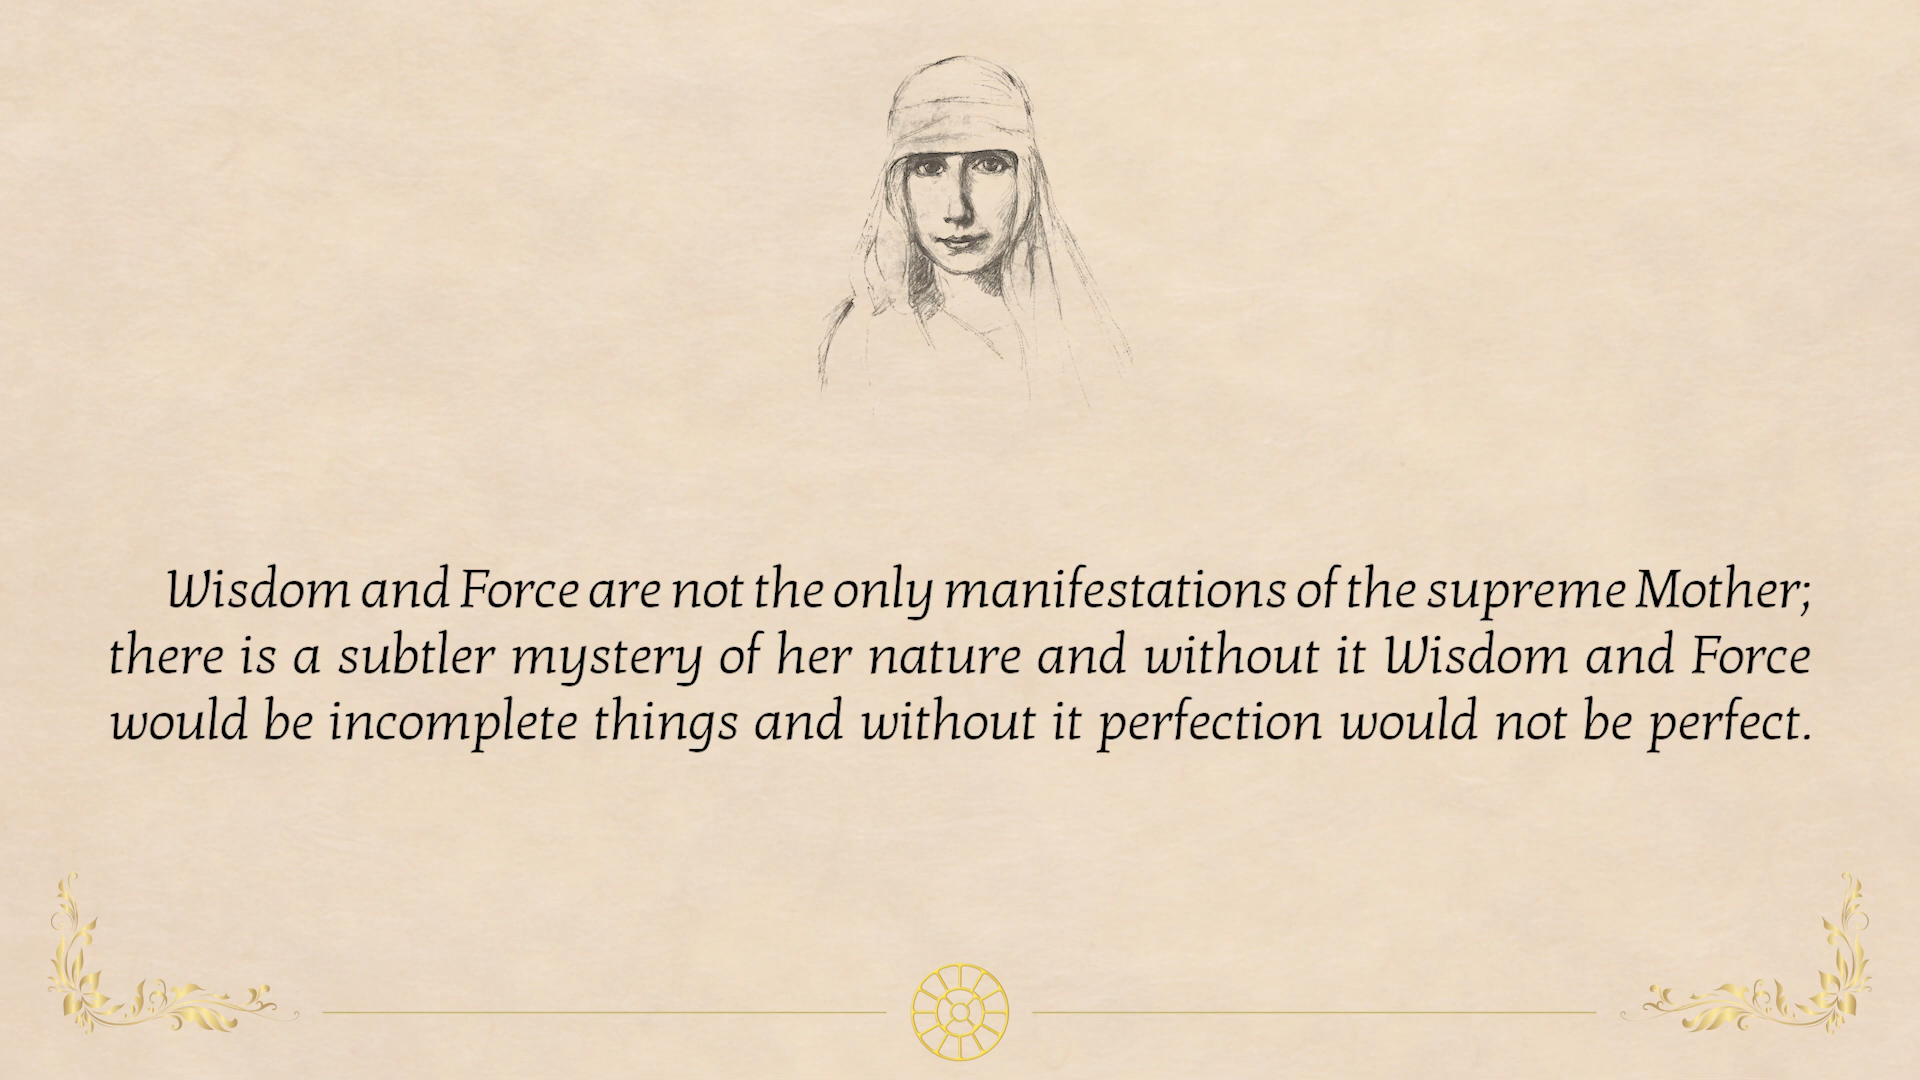 Wisdom and Force are not the only manifestations of the supreme Mother;
there is a subtler mystery of her nature and without it Wisdom and Force
would be incomplete things and without it perfection would not be perfect.